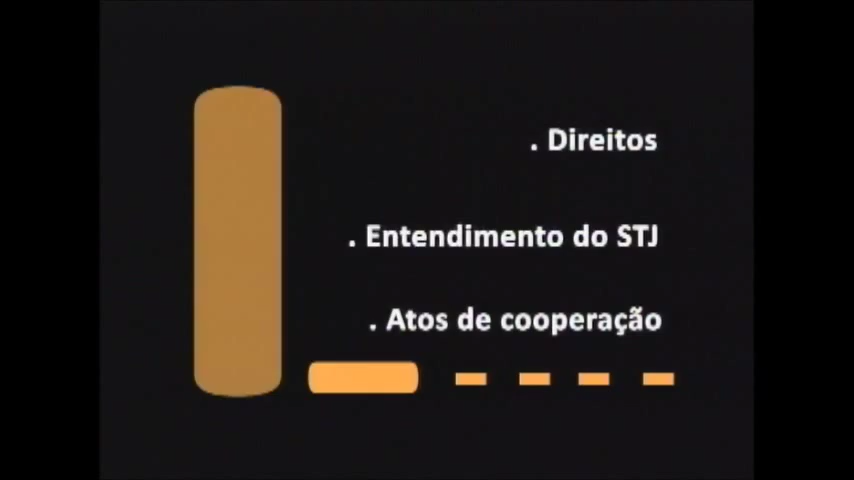 . Direitos
. Entendimento do STJ
. Atos de cooperação